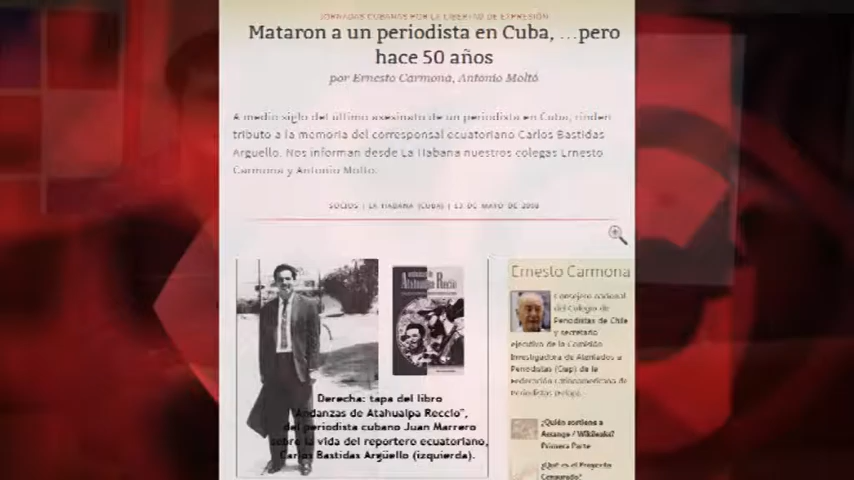 JORNADAS CUBANAS POR LA LIBERTAD DE EXPRESIÓN
Mataron a un periodista en Cuba, ...pero
hace 50 años
por Ernesto Carmona, Antonio Moltó
A medio siglo del último asesinato de un periodista en Cuba, rinden
tributo a la memoria del corresponsal ecuatoriano Carlos Bastidas
Arguello. Nos informan desde La Habana nuestros colegas Ernesto
Carmona y Antonio Molto.
SOCIOS | LA HABANA (CUBA) | 13 DE MAYO DE 2008
Atahualpa Recio
Derecha: tapa del libro
"Andanzas de Atahualpa Reccio",
del periodista cubano Juan Marrero
sobre la vida del reportero ecuatoriano,
Carlos Bastidas Argüello (izquierda).
Ernesto Carmona
Consejero nacional
del Colegio de
Periodistas de Chile
y secretario
ejecutivo de la Comisión
Investigadora de Atentados a
Periodistas (Ciap) de la
Federación Latinoamericana de
Periodistas (Felap).
¿Quién sostiene a
Assange / Wikileaks?
Primera Parte
¿Qué es el Proyecto
Censurado?